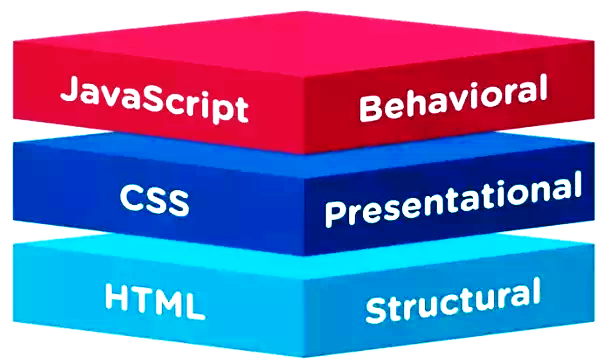 JavaScript Behavioral
CSS Presentational
HTML Structural